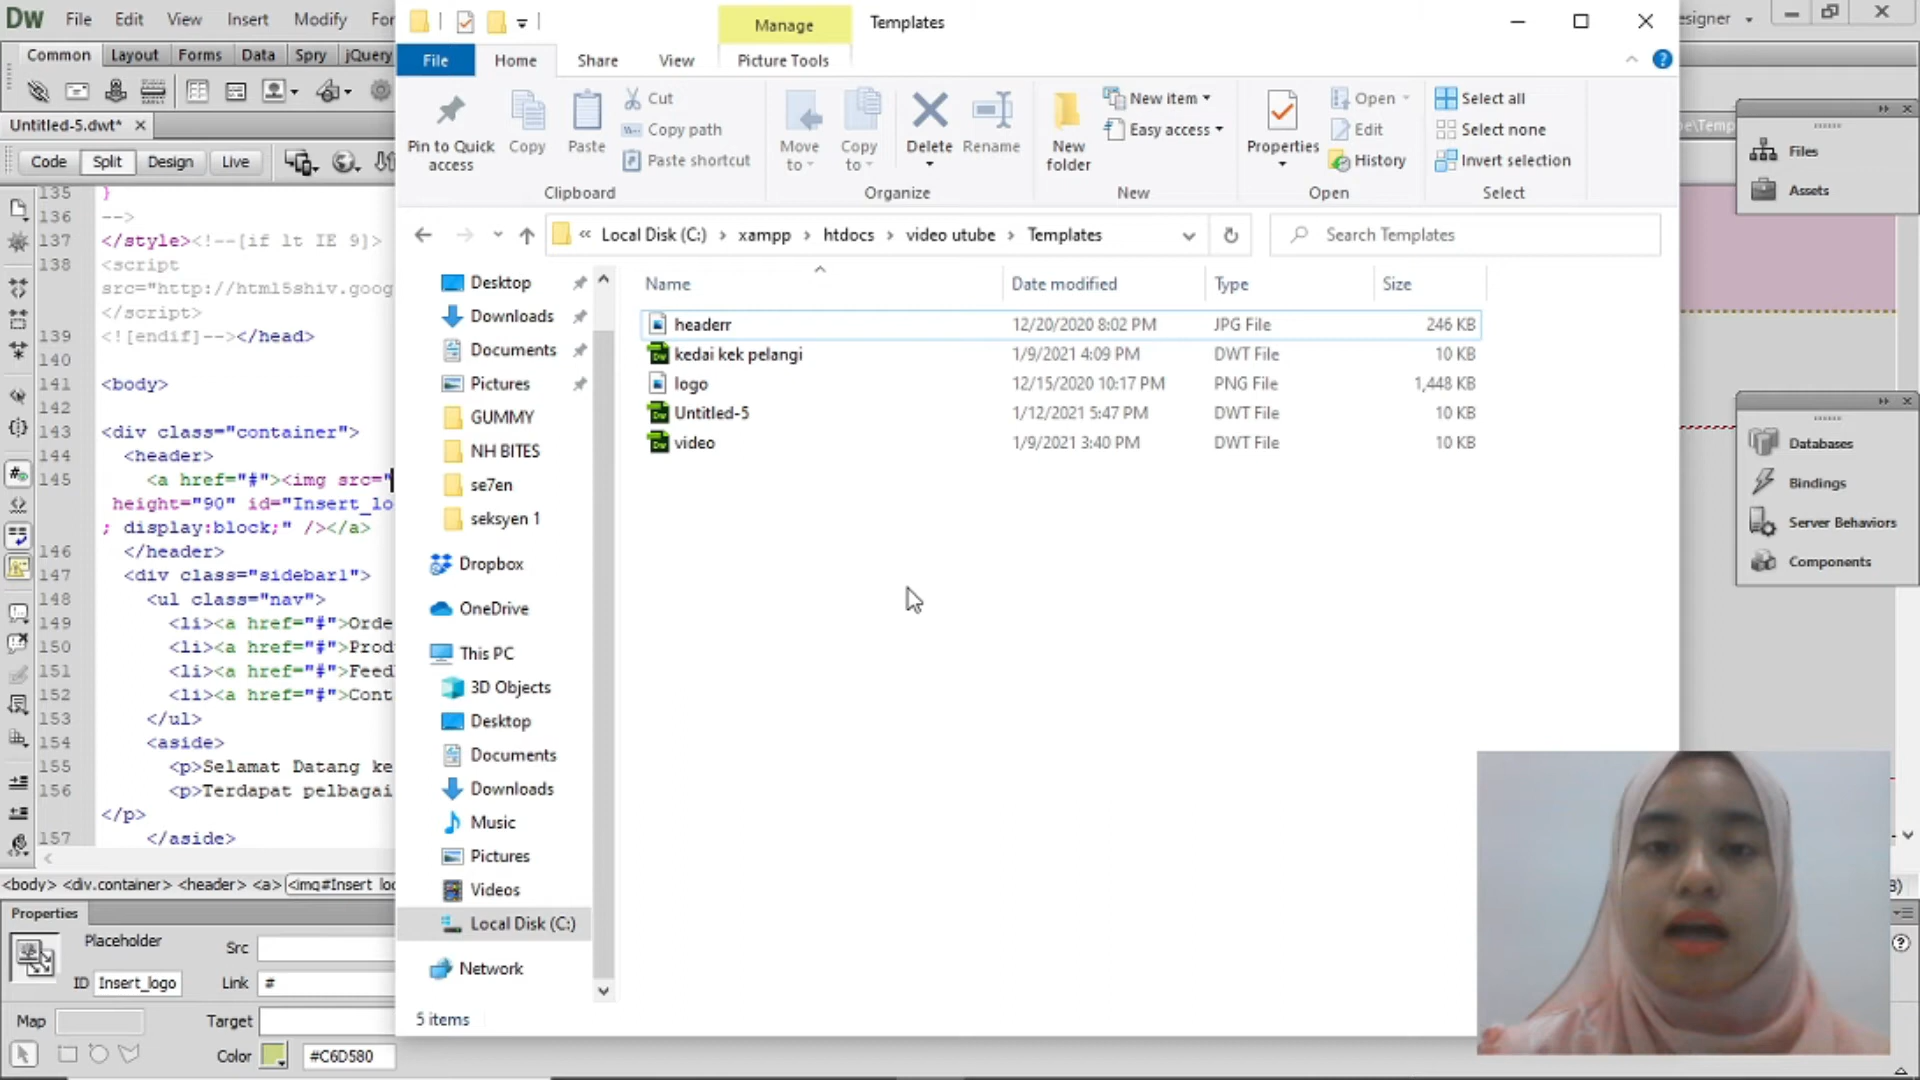 Dw File Edit View Insert Modify
Common Layout Forms Data Spry jQuery
Untitled-5.dwt* ×
Code Split Design Live
135 }
136 -->
137 </style><!--[if lt IE 9]>
138 <script
src="http://html5shiv.goog
</script>
139 <![endif]--></head>
140
141 <body>
142
143 <div class="container">
144 <header>
145 <a href="#"><img src="
height="90" id="Insert_lo
; display:block;" /></a>
146 </header>
147 <div class="sidebar1">
148 <ul class="nav">
149 <li><a href="#">Orde
150 <li><a href="#">Prod
151 <li><a href="#">Feed
152 <li><a href="#">Cont
153 </ul>
154 <aside>
155 <p>Selamat Datang ke
156 <p>Terdapat pelbagai
</p>
157 </aside>
<body> <div.container> <header> <a> <img#Insert_lo
Properties
Placeholder
Src
ID Insert_logo
Link #
Map
Target
Color #C6D580
Manage
Templates
File Home Share View Picture Tools
Pin to Quick access
Copy
Paste
Cut
Copy path
Paste shortcut
Clipboard
Move to
Copy to
Delete
Rename
Organize
New folder
New item
Easy access
New
Properties
Open
Edit
History
Open
Select all
Select none
Invert selection
Select
« Local Disk (C:) › xampp › htdocs › video utube › Templates
Search Templates
Desktop
Downloads
Documents
Pictures
GUMMY
NH BITES
se7en
seksyen 1
Dropbox
OneDrive
This PC
3D Objects
Desktop
Documents
Downloads
Music
Pictures
Videos
Local Disk (C:)
Network
Name Date modified Type Size
headerr 12/20/2020 8:02 PM JPG File 246 KB
kedai kek pelangi 1/9/2021 4:09 PM DWT File 10 KB
logo 12/15/2020 10:17 PM PNG File 1,448 KB
Untitled-5 1/12/2021 5:47 PM DWT File 10 KB
video 1/9/2021 3:40 PM DWT File 10 KB
5 items
Files
Assets
Databases
Bindings
Server Behaviors
Components